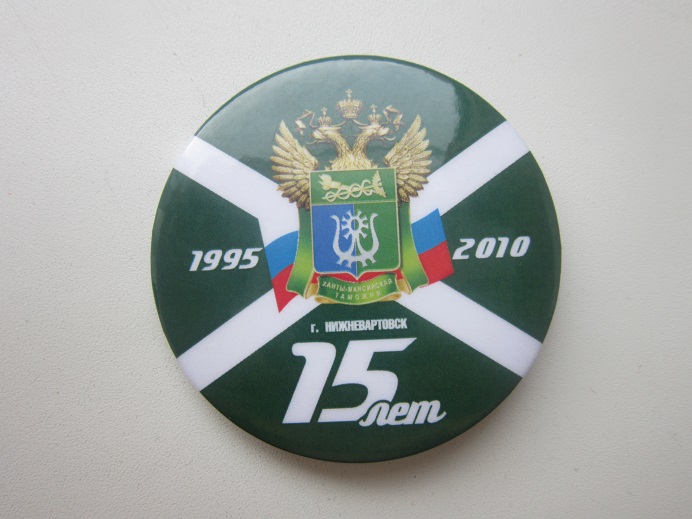 1995
2010
ХАНТЫ-МАНСИЙСКАЯ
ТАМОЖНЯ
г. НИЖНЕВАРТОВСК
15 лет